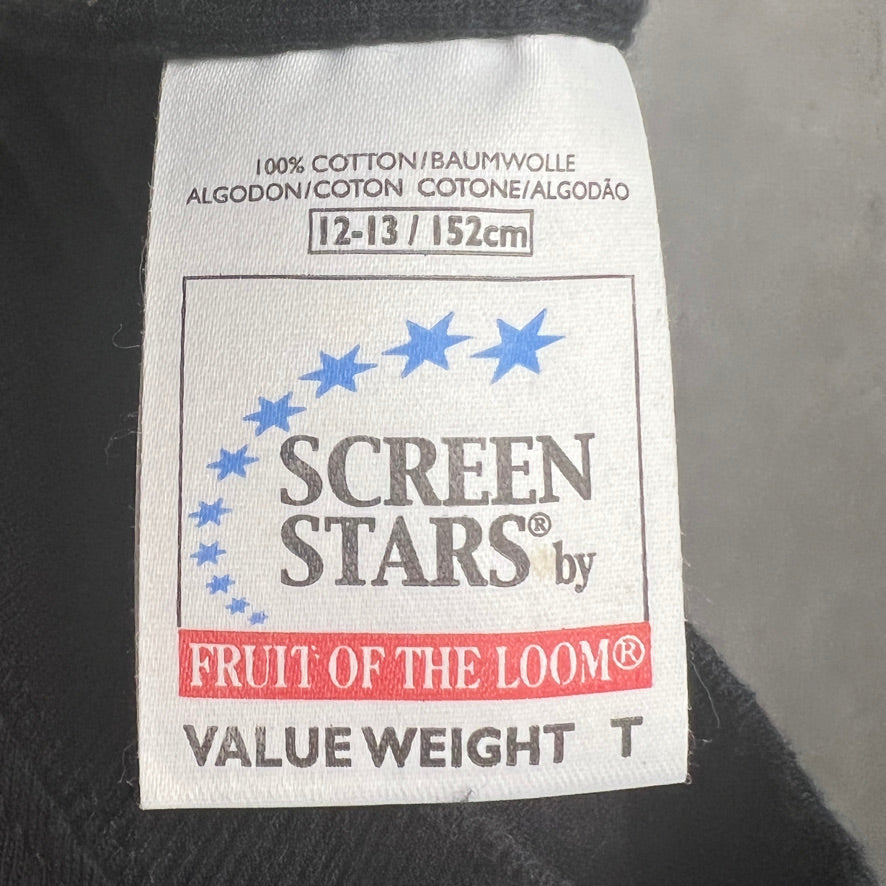 100% COTTON/BAUMWOLLE
ALGODON/COTON COTONE/ALGODÃO
12-13 / 152cm
SCREEN
STARS® by
FRUIT OF THE LOOM®
VALUE WEIGHT T